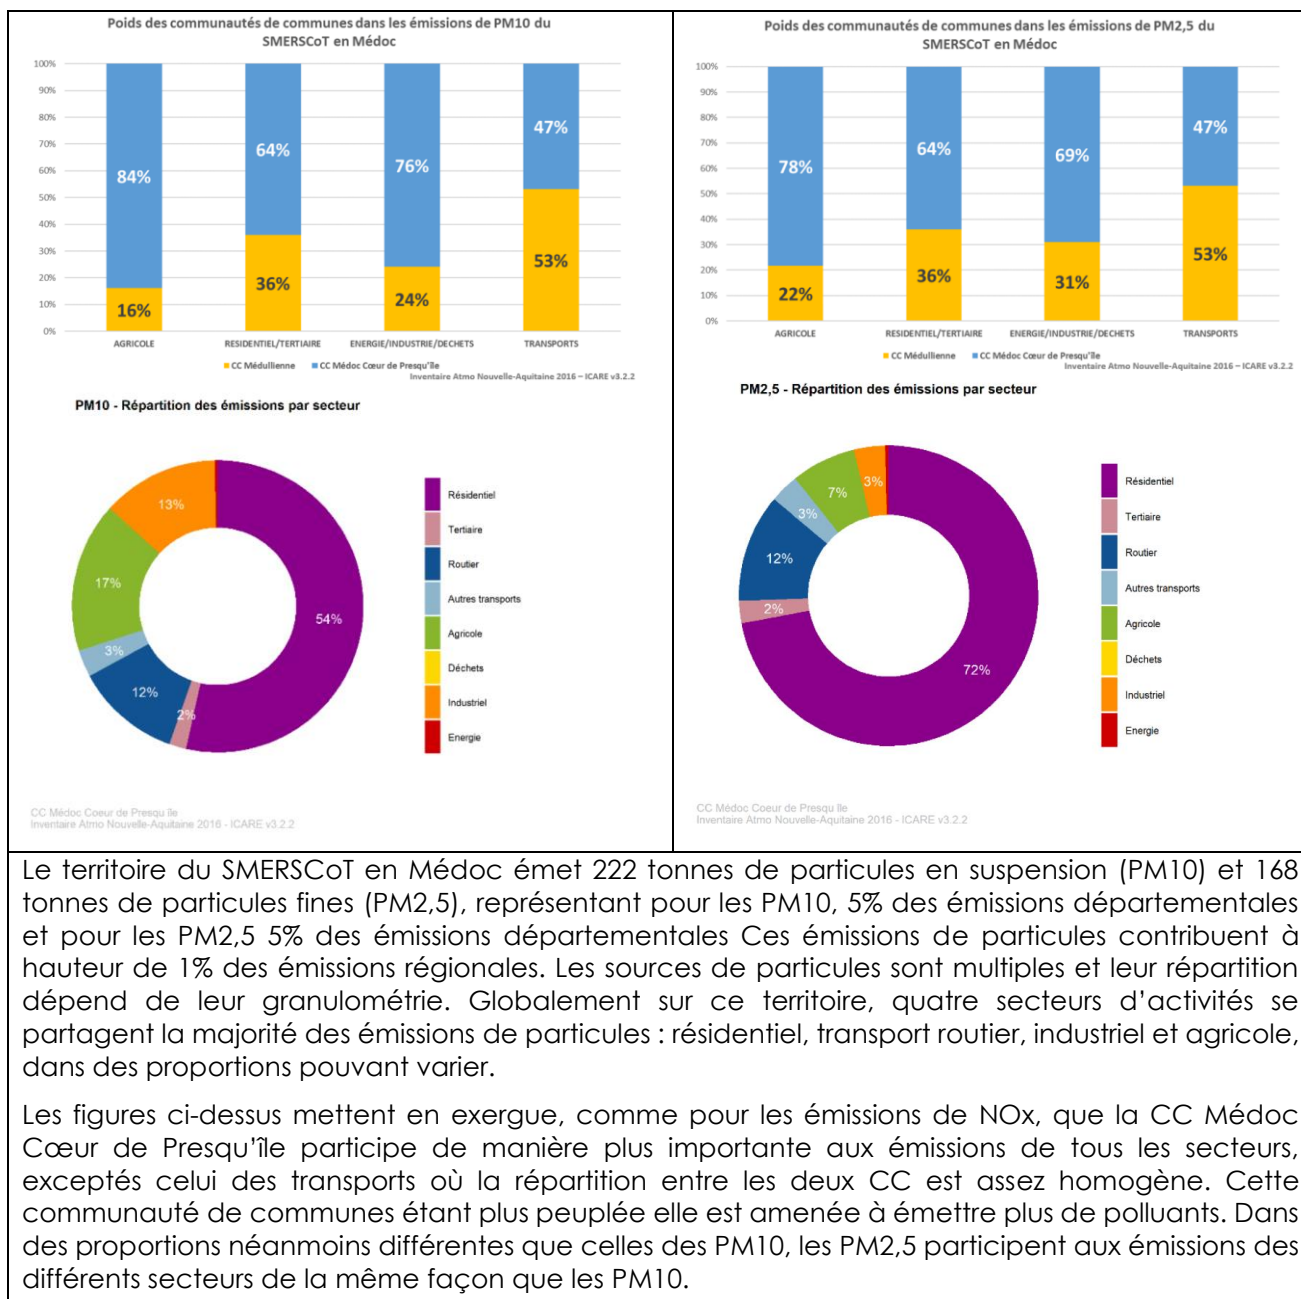 Poids des communautés de communes dans les émissions de PM10 du
SMERSCoT en Médoc
100%
90%
80%
70%
60%
50%
40%
30%
20%
10%
0%
84%
64%
76%
47%
16%
36%
24%
53%
AGRICOLE
RESIDENTIEL/TERTIAIRE
ENERGIE/INDUSTRIE/DECHETS
TRANSPORTS
CC Médullienne
CC Médoc Cœur de Presqu'île
Inventaire Atmo Nouvelle-Aquitaine 2016 – ICARE v3.2.2
PM10 - Répartition des émissions par secteur
13%
17%
3%
12%
2%
54%
Résidentiel
Tertiaire
Routier
Autres transports
Agricole
Déchets
Industriel
Energie
CC Médoc Coeur de Presqu île
Inventaire Atmo Nouvelle-Aquitaine 2016 - ICARE v3.2.2
Poids des communautés de communes dans les émissions de PM2,5 du
SMERSCoT en Médoc
100%
90%
80%
70%
60%
50%
40%
30%
20%
10%
0%
78%
64%
69%
47%
22%
36%
31%
53%
AGRICOLE
RESIDENTIEL/TERTIAIRE
ENERGIE/INDUSTRIE/DECHETS
TRANSPORTS
CC Médullienne
CC Médoc Cœur de Presqu'île
Inventaire Atmo Nouvelle-Aquitaine 2016 – ICARE v3.2.2
PM2,5 - Répartition des émissions par secteur
3%
7%
3%
12%
2%
72%
Résidentiel
Tertiaire
Routier
Autres transports
Agricole
Déchets
Industriel
Energie
CC Médoc Coeur de Presqu île
Inventaire Atmo Nouvelle-Aquitaine 2016 - ICARE v3.2.2
Le territoire du SMERSCoT en Médoc émet 222 tonnes de particules en suspension (PM10) et 168
tonnes de particules fines (PM2,5), représentant pour les PM10, 5% des émissions départementales
et pour les PM2,5 5% des émissions départementales Ces émissions de particules contribuent à
hauteur de 1% des émissions régionales. Les sources de particules sont multiples et leur répartition
dépend de leur granulométrie. Globalement sur ce territoire, quatre secteurs d'activités se
partagent la majorité des émissions de particules : résidentiel, transport routier, industriel et agricole,
dans des proportions pouvant varier.
Les figures ci-dessus mettent en exergue, comme pour les émissions de NOx, que la CC Médoc
Cœur de Presqu'île participe de manière plus importante aux émissions de tous les secteurs,
exceptés celui des transports où la répartition entre les deux CC est assez homogène. Cette
communauté de communes étant plus peuplée elle est amenée à émettre plus de polluants. Dans
des proportions néanmoins différentes que celles des PM10, les PM2,5 participent aux émissions des
différents secteurs de la même façon que les PM10.